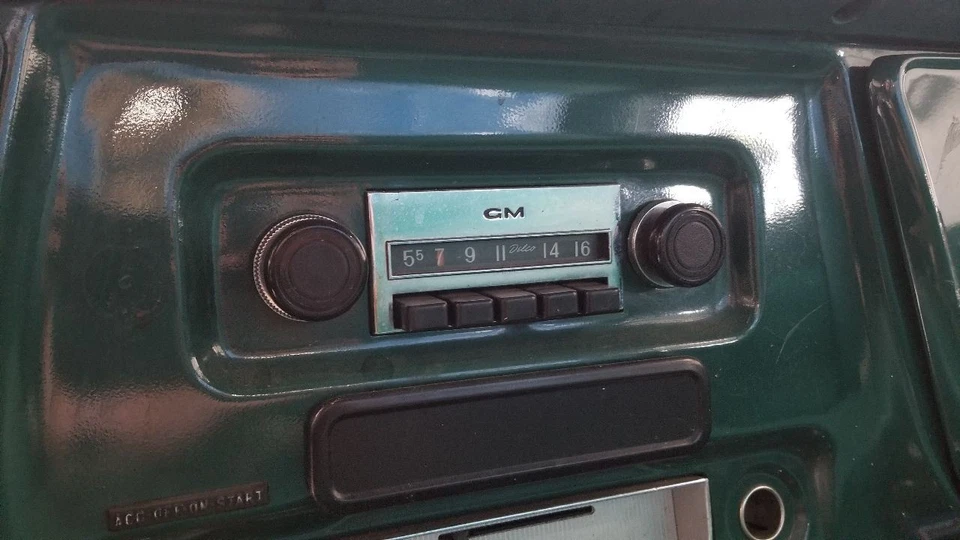 GM
55 7 9 11 Delco 14 16
ACC OFF ON START